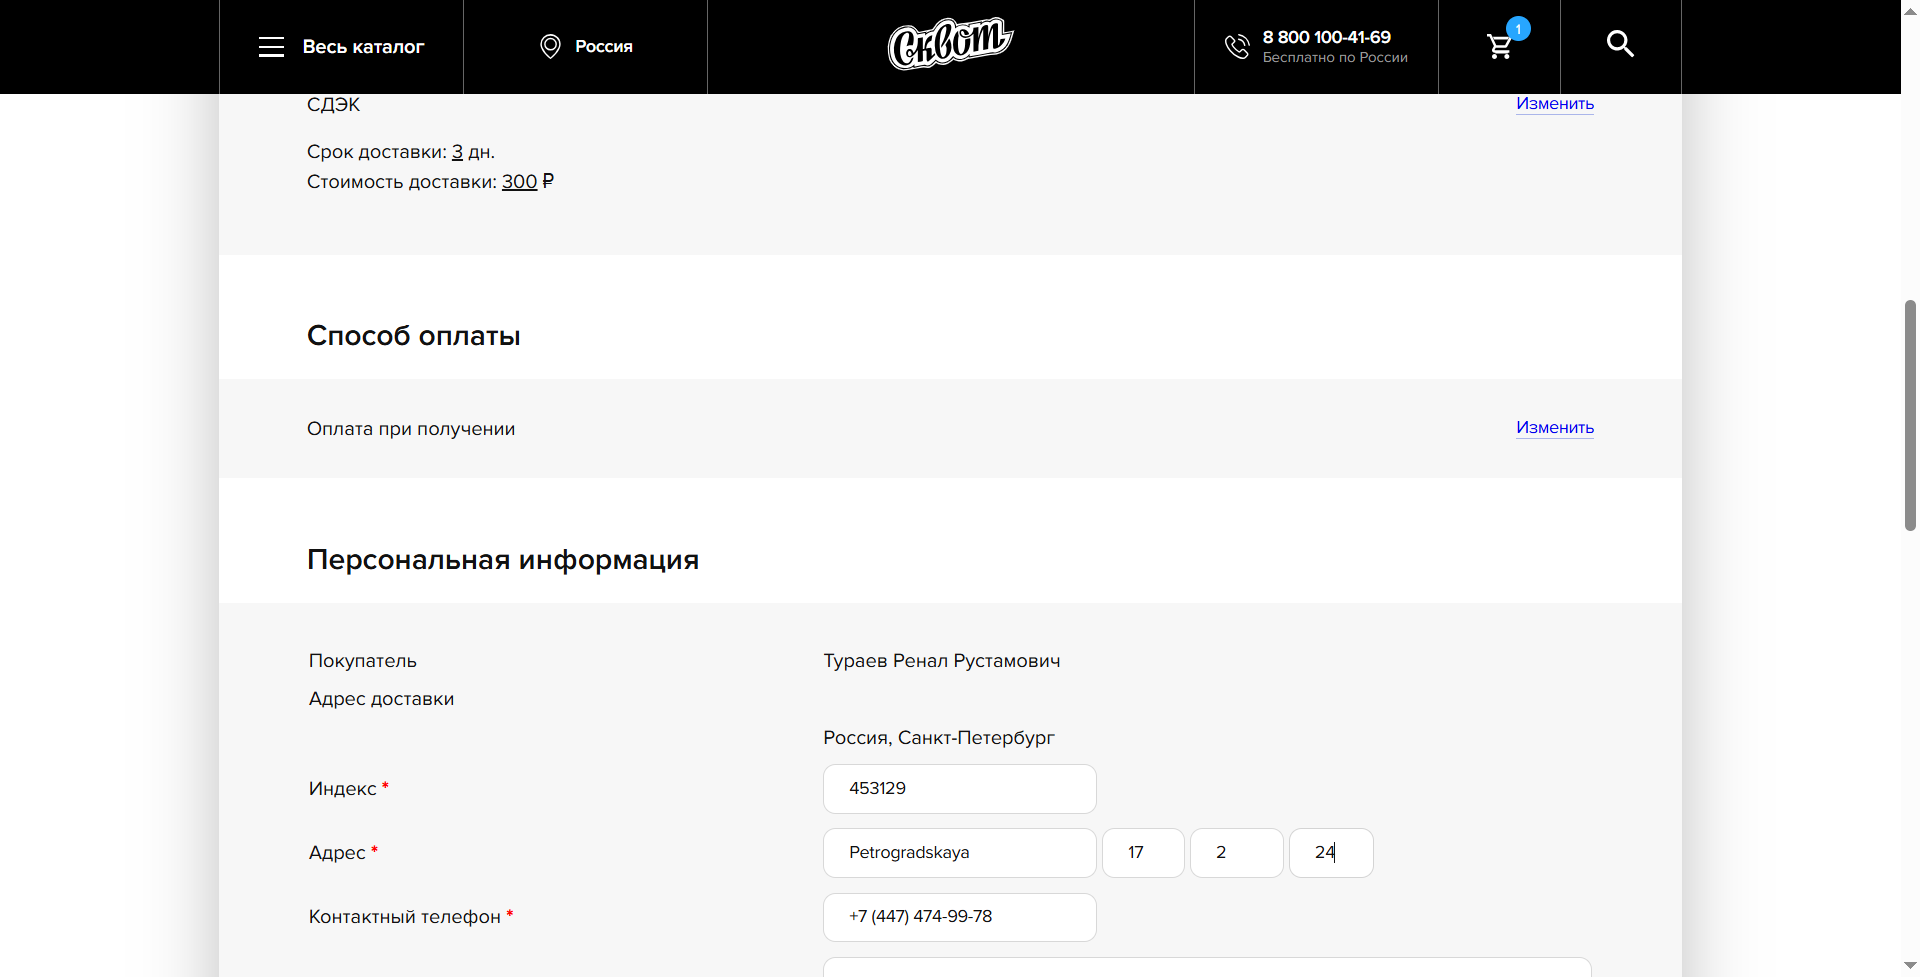 Весь каталог
Россия
Сквот
8 800 100-41-69
Бесплатно по России
1
СДЭК
Изменить
Срок доставки: 3 дн.
Стоимость доставки: 300 ₽
Способ оплаты
Оплата при получении
Изменить
Персональная информация
Покупатель
Тураев Ренал Рустамович
Адрес доставки
Россия, Санкт-Петербург
Индекс *
453129
Адрес *
Petrogradskaya
17
2
24
Контактный телефон *
+7 (447) 474-99-78